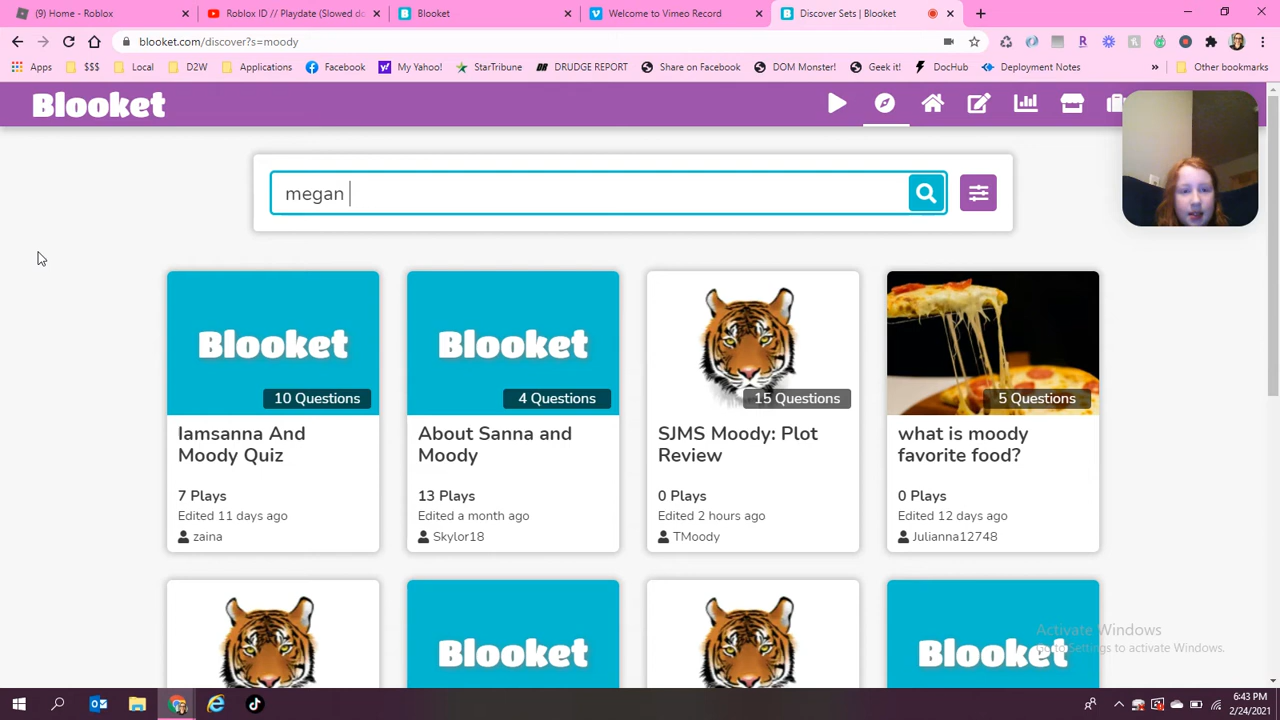 (9) Home - Roblox
Roblox ID // Playdate (Slowed d
Blooket
Welcome to Vimeo Record
Discover Sets | Blooket
blooket.com/discover?s=moody
Apps
$$$
Local
D2W
Applications
Facebook
My Yahoo!
StarTribune
DRUDGE REPORT
Share on Facebook
DOM Monster!
Geek it!
DocHub
Deployment Notes
Other bookmarks
Blooket
megan
Blooket
Blooket
10 Questions
4 Questions
15 Questions
5 Questions
Iamsanna And
Moody Quiz
About Sanna and
Moody
SJMS Moody: Plot
Review
what is moody
favorite food?
7 Plays
13 Plays
0 Plays
0 Plays
Edited 11 days ago
Edited a month ago
Edited 2 hours ago
Edited 12 days ago
zaina
Skylor18
TMoody
Julianna12748
Blooket
Blooket
Activate Windows
Go to Settings to activate Windows.
6:43 PM
2/24/2021